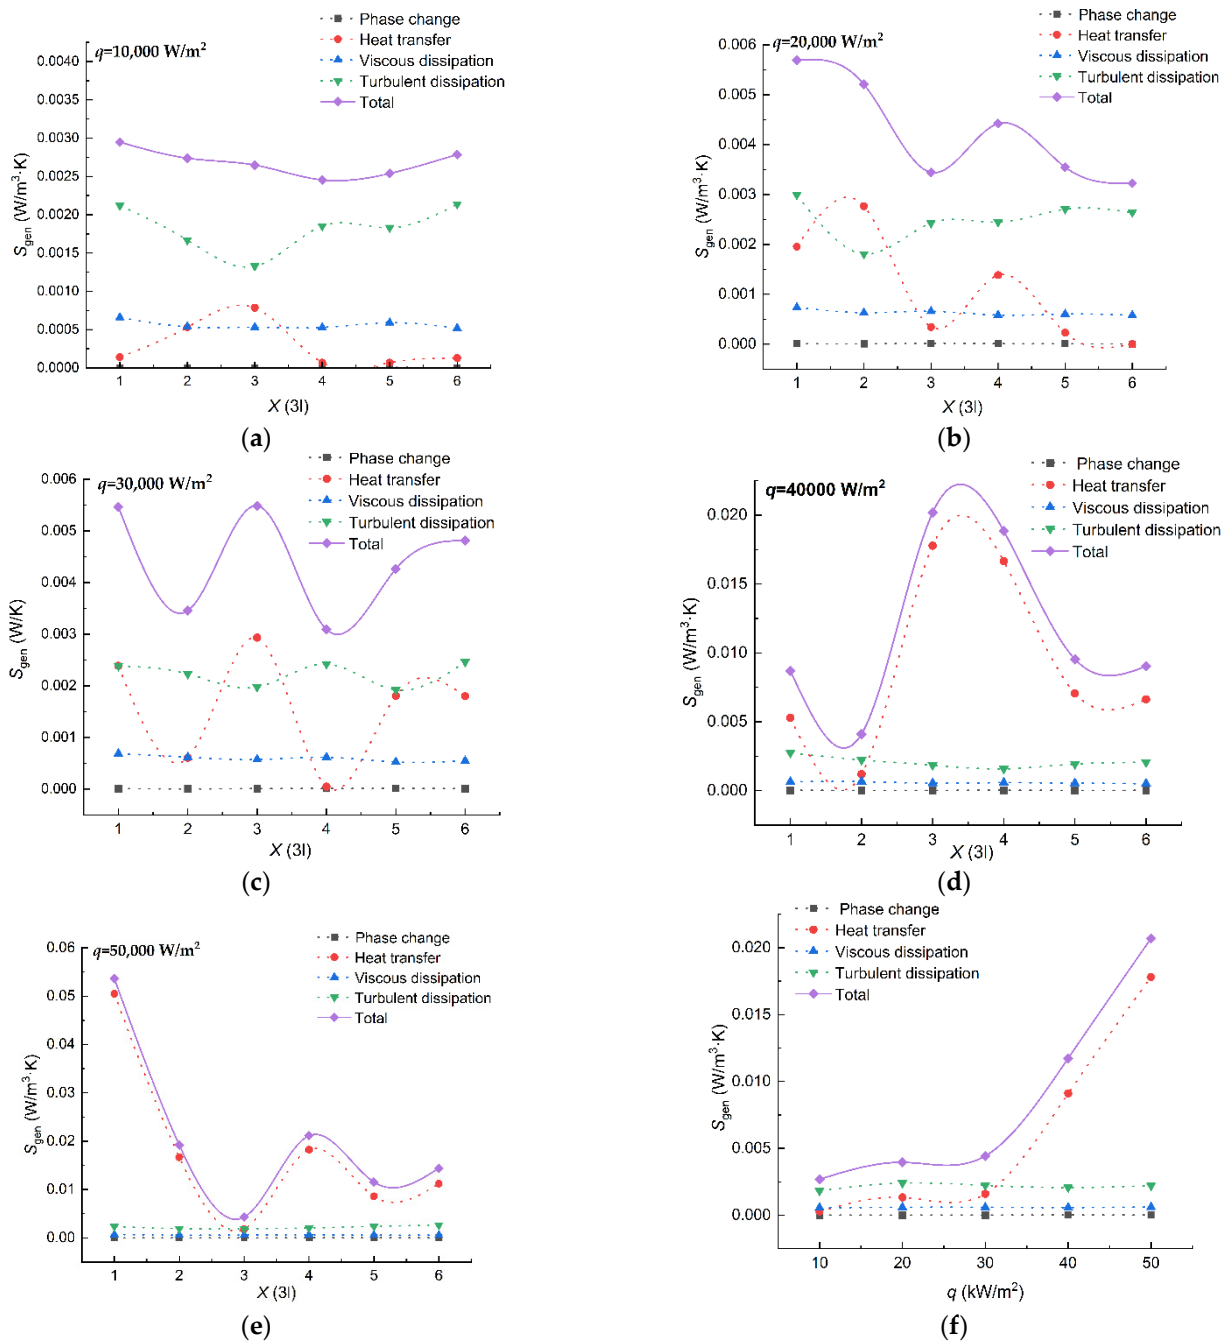 q=10,000 W/m²
Phase change
Heat transfer
Viscous dissipation
Turbulent dissipation
Total
0.0040
0.0035
0.0030
0.0025
0.0020
0.0015
0.0010
0.0005
0.0000
S_gen (W/m³·K)
1 2 3 4 5 6
X (3l)
(a)
q=20,000 W/m²
Phase change
Heat transfer
Viscous dissipation
Turbulent dissipation
Total
0.006
0.005
0.004
0.003
0.002
0.001
0.000
S_gen (W/m³·K)
1 2 3 4 5 6
X (3l)
(b)
q=30,000 W/m²
Phase change
Heat transfer
Viscous dissipation
Turbulent dissipation
Total
0.006
0.005
0.004
0.003
0.002
0.001
0.000
S_gen (W/K)
1 2 3 4 5 6
X (3l)
(c)
q=40000 W/m²
Phase change
Heat transfer
Viscous dissipation
Turbulent dissipation
Total
0.020
0.015
0.010
0.005
0.000
S_gen (W/m³·K)
1 2 3 4 5 6
X (3l)
(d)
q=50,000 W/m²
Phase change
Heat transfer
Viscous dissipation
Turbulent dissipation
Total
0.06
0.05
0.04
0.03
0.02
0.01
0.00
S_gen (W/m³·K)
1 2 3 4 5 6
X (3l)
(e)
Phase change
Heat transfer
Viscous dissipation
Turbulent dissipation
Total
0.020
0.015
0.010
0.005
0.000
S_gen (W/m³·K)
10 20 30 40 50
q (kW/m²)
(f)